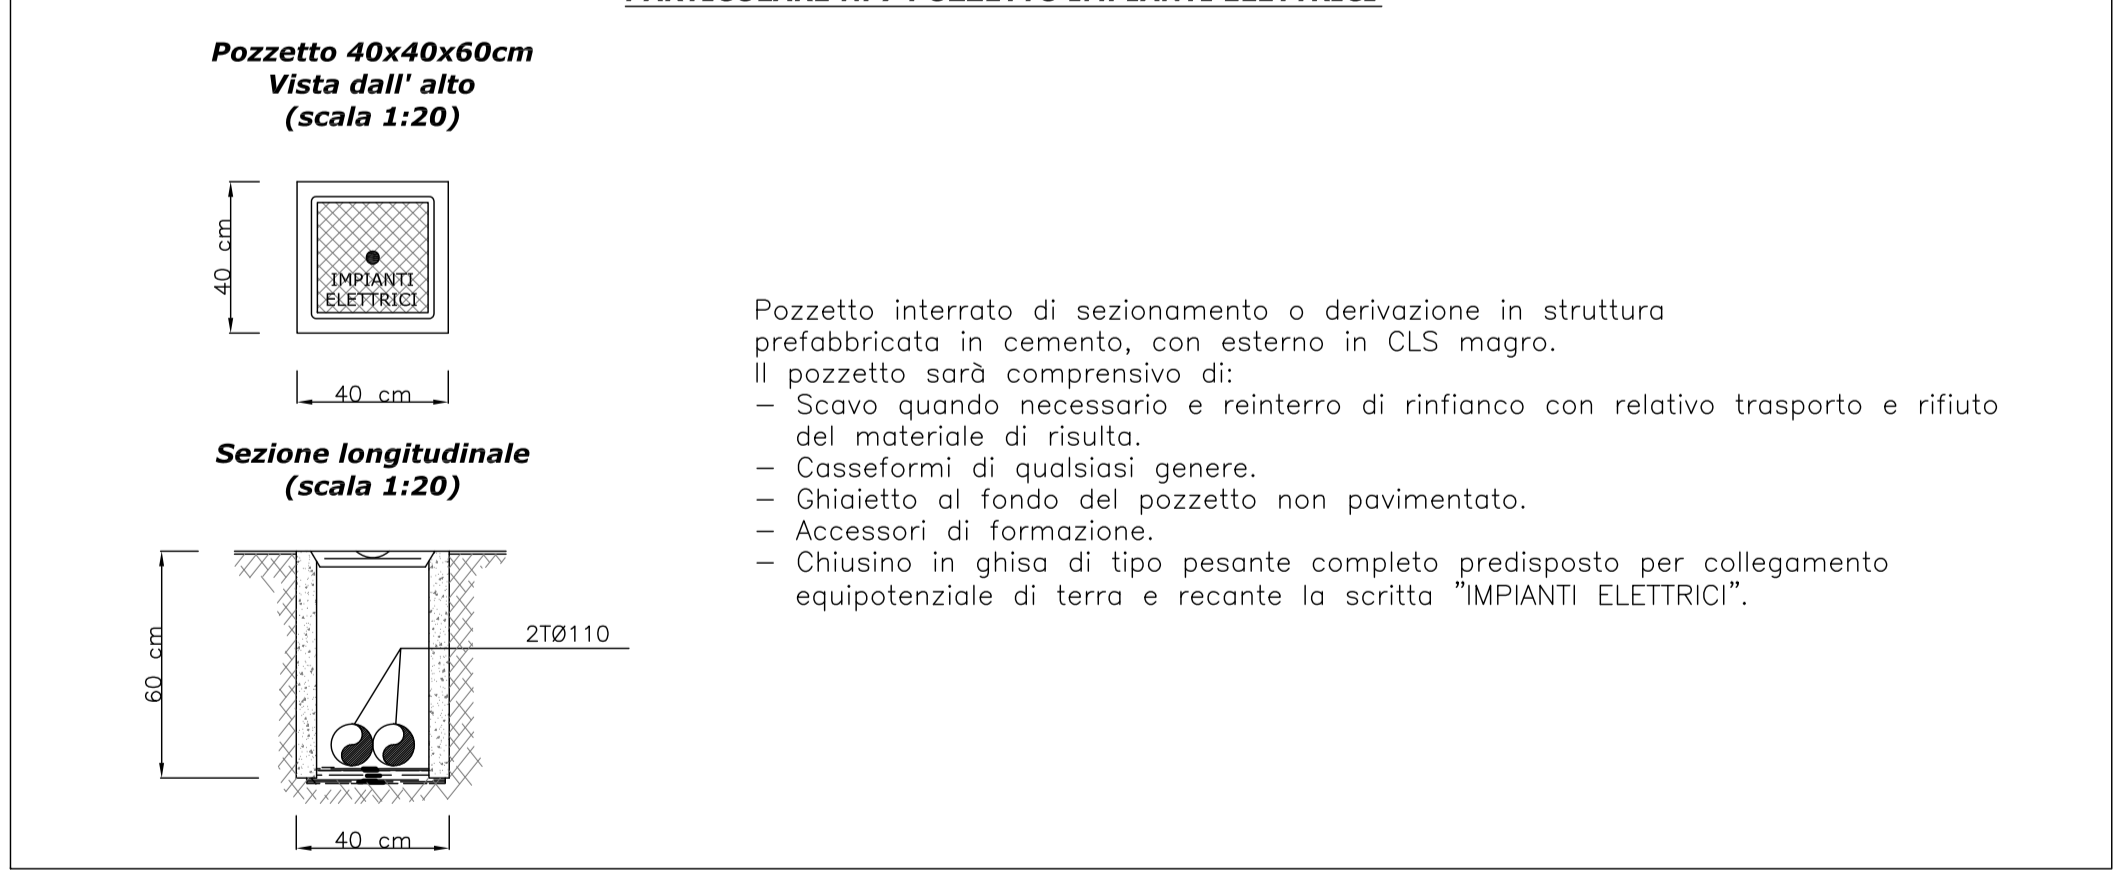 POZZETTO IMPIANTI ELETTRICI
Pozzetto 40x40x60cm
Vista dall' alto
(scala 1:20)
40 cm
IMPIANTI
ELETTRICI
40 cm
Sezione longitudinale
(scala 1:20)
60 cm
2TØ110
40 cm
Pozzetto interrato di sezionamento o derivazione in struttura
prefabbricata in cemento, con esterno in CLS magro.
Il pozzetto sarà comprensivo di:
– Scavo quando necessario e reinterro di rinfianco con relativo trasporto e rifiuto
del materiale di risulta.
– Casseformi di qualsiasi genere.
– Ghiaietto al fondo del pozzetto non pavimentato.
– Accessori di formazione.
– Chiusino in ghisa di tipo pesante completo predisposto per collegamento
equipotenziale di terra e recante la scritta ”IMPIANTI ELETTRICI”.